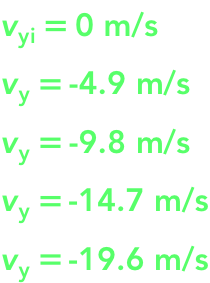 vyi = 0 m/s
vy = -4.9 m/s
vy = -9.8 m/s
vy = -14.7 m/s
vy = -19.6 m/s